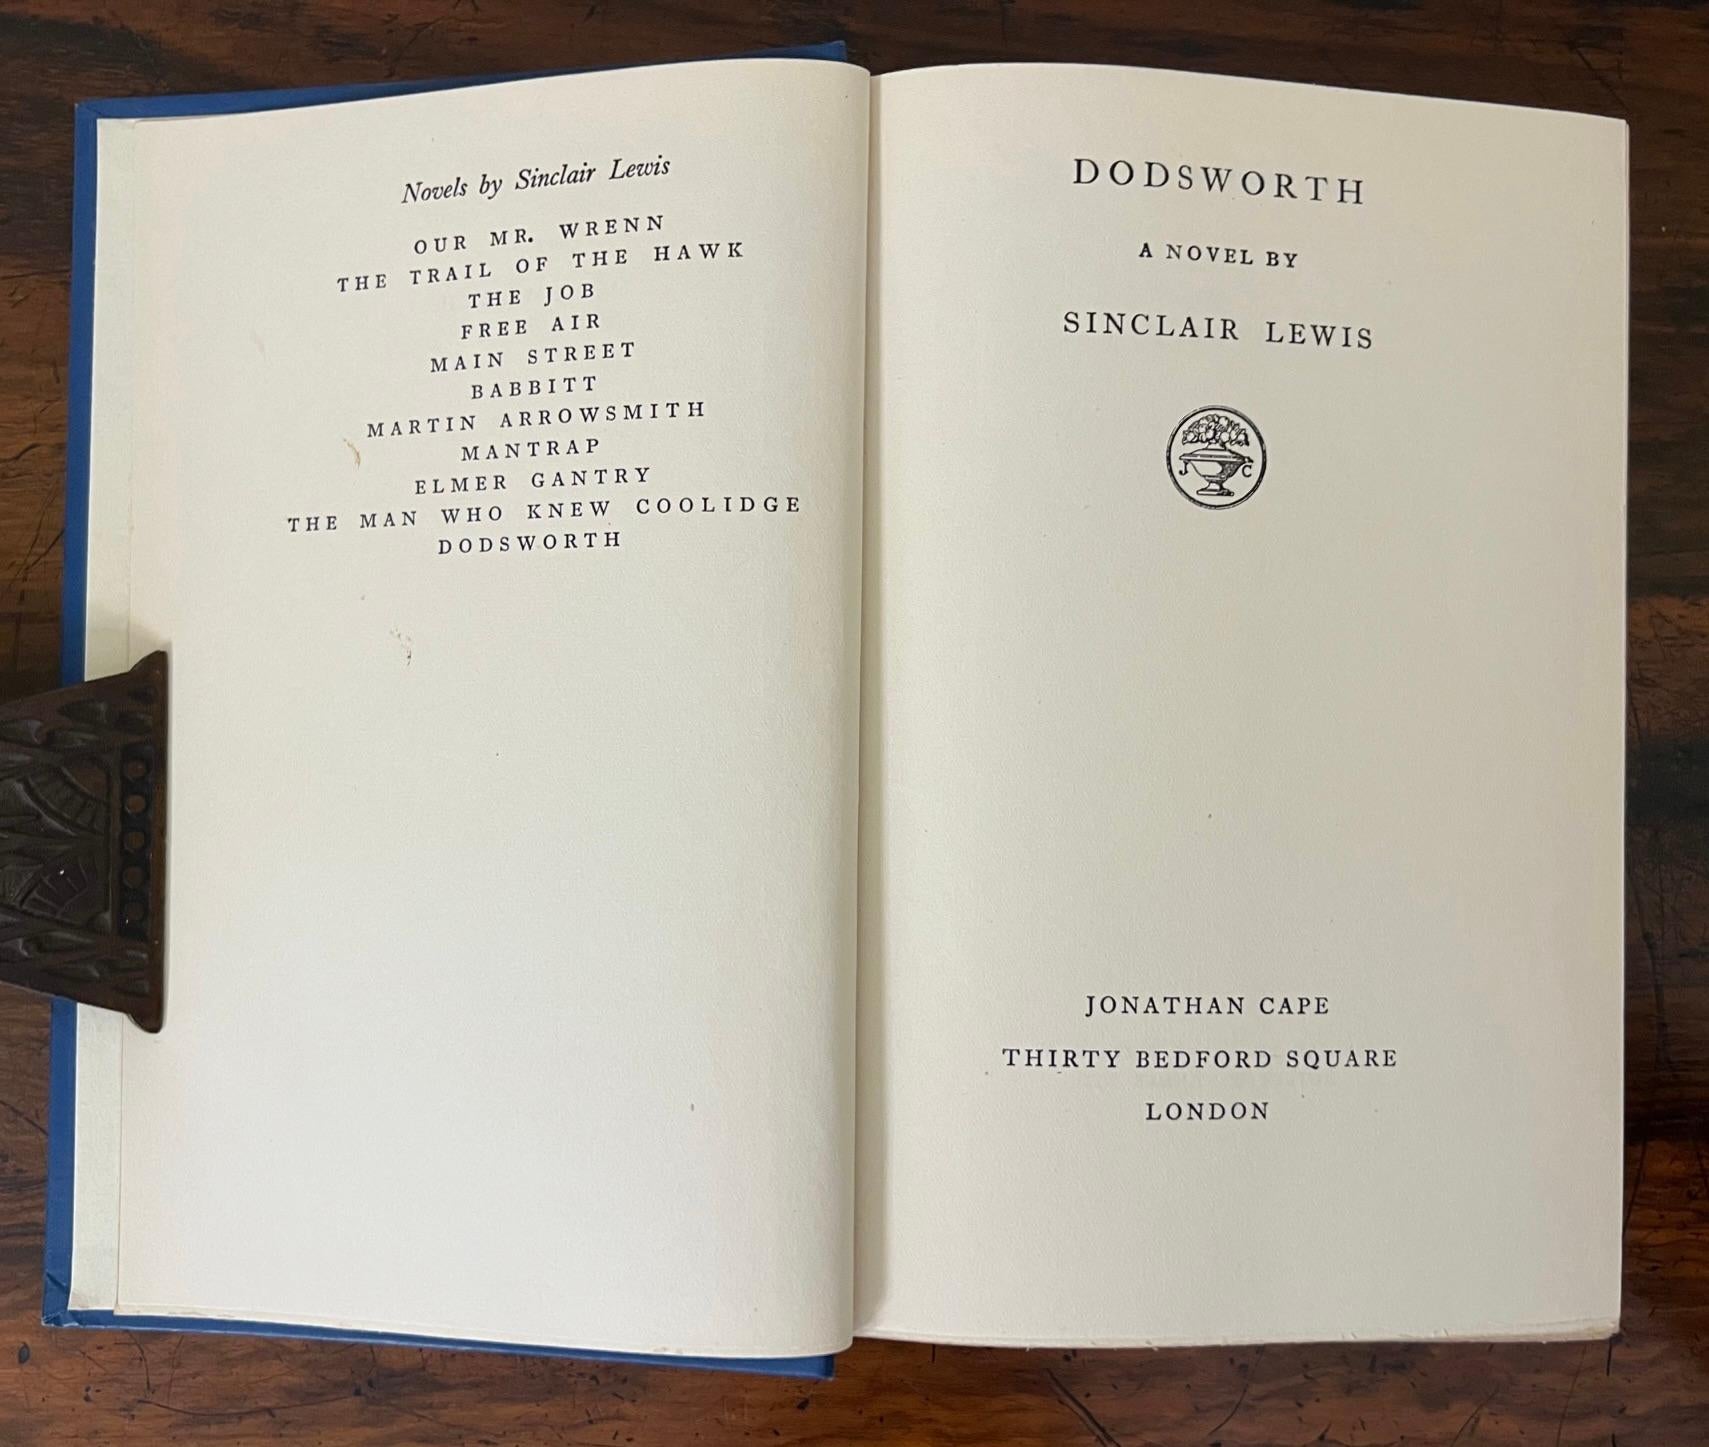 Novels by Sinclair Lewis
OUR MR. WRENN
THE TRAIL OF THE HAWK
THE JOB
FREE AIR
MAIN STREET
BABBITT
MARTIN ARROWSMITH
MANTRAP
ELMER GANTRY
THE MAN WHO KNEW COOLIDGE
DODSWORTH
DODSWORTH
A NOVEL BY
SINCLAIR LEWIS
J C
JONATHAN CAPE
THIRTY BEDFORD SQUARE
LONDON